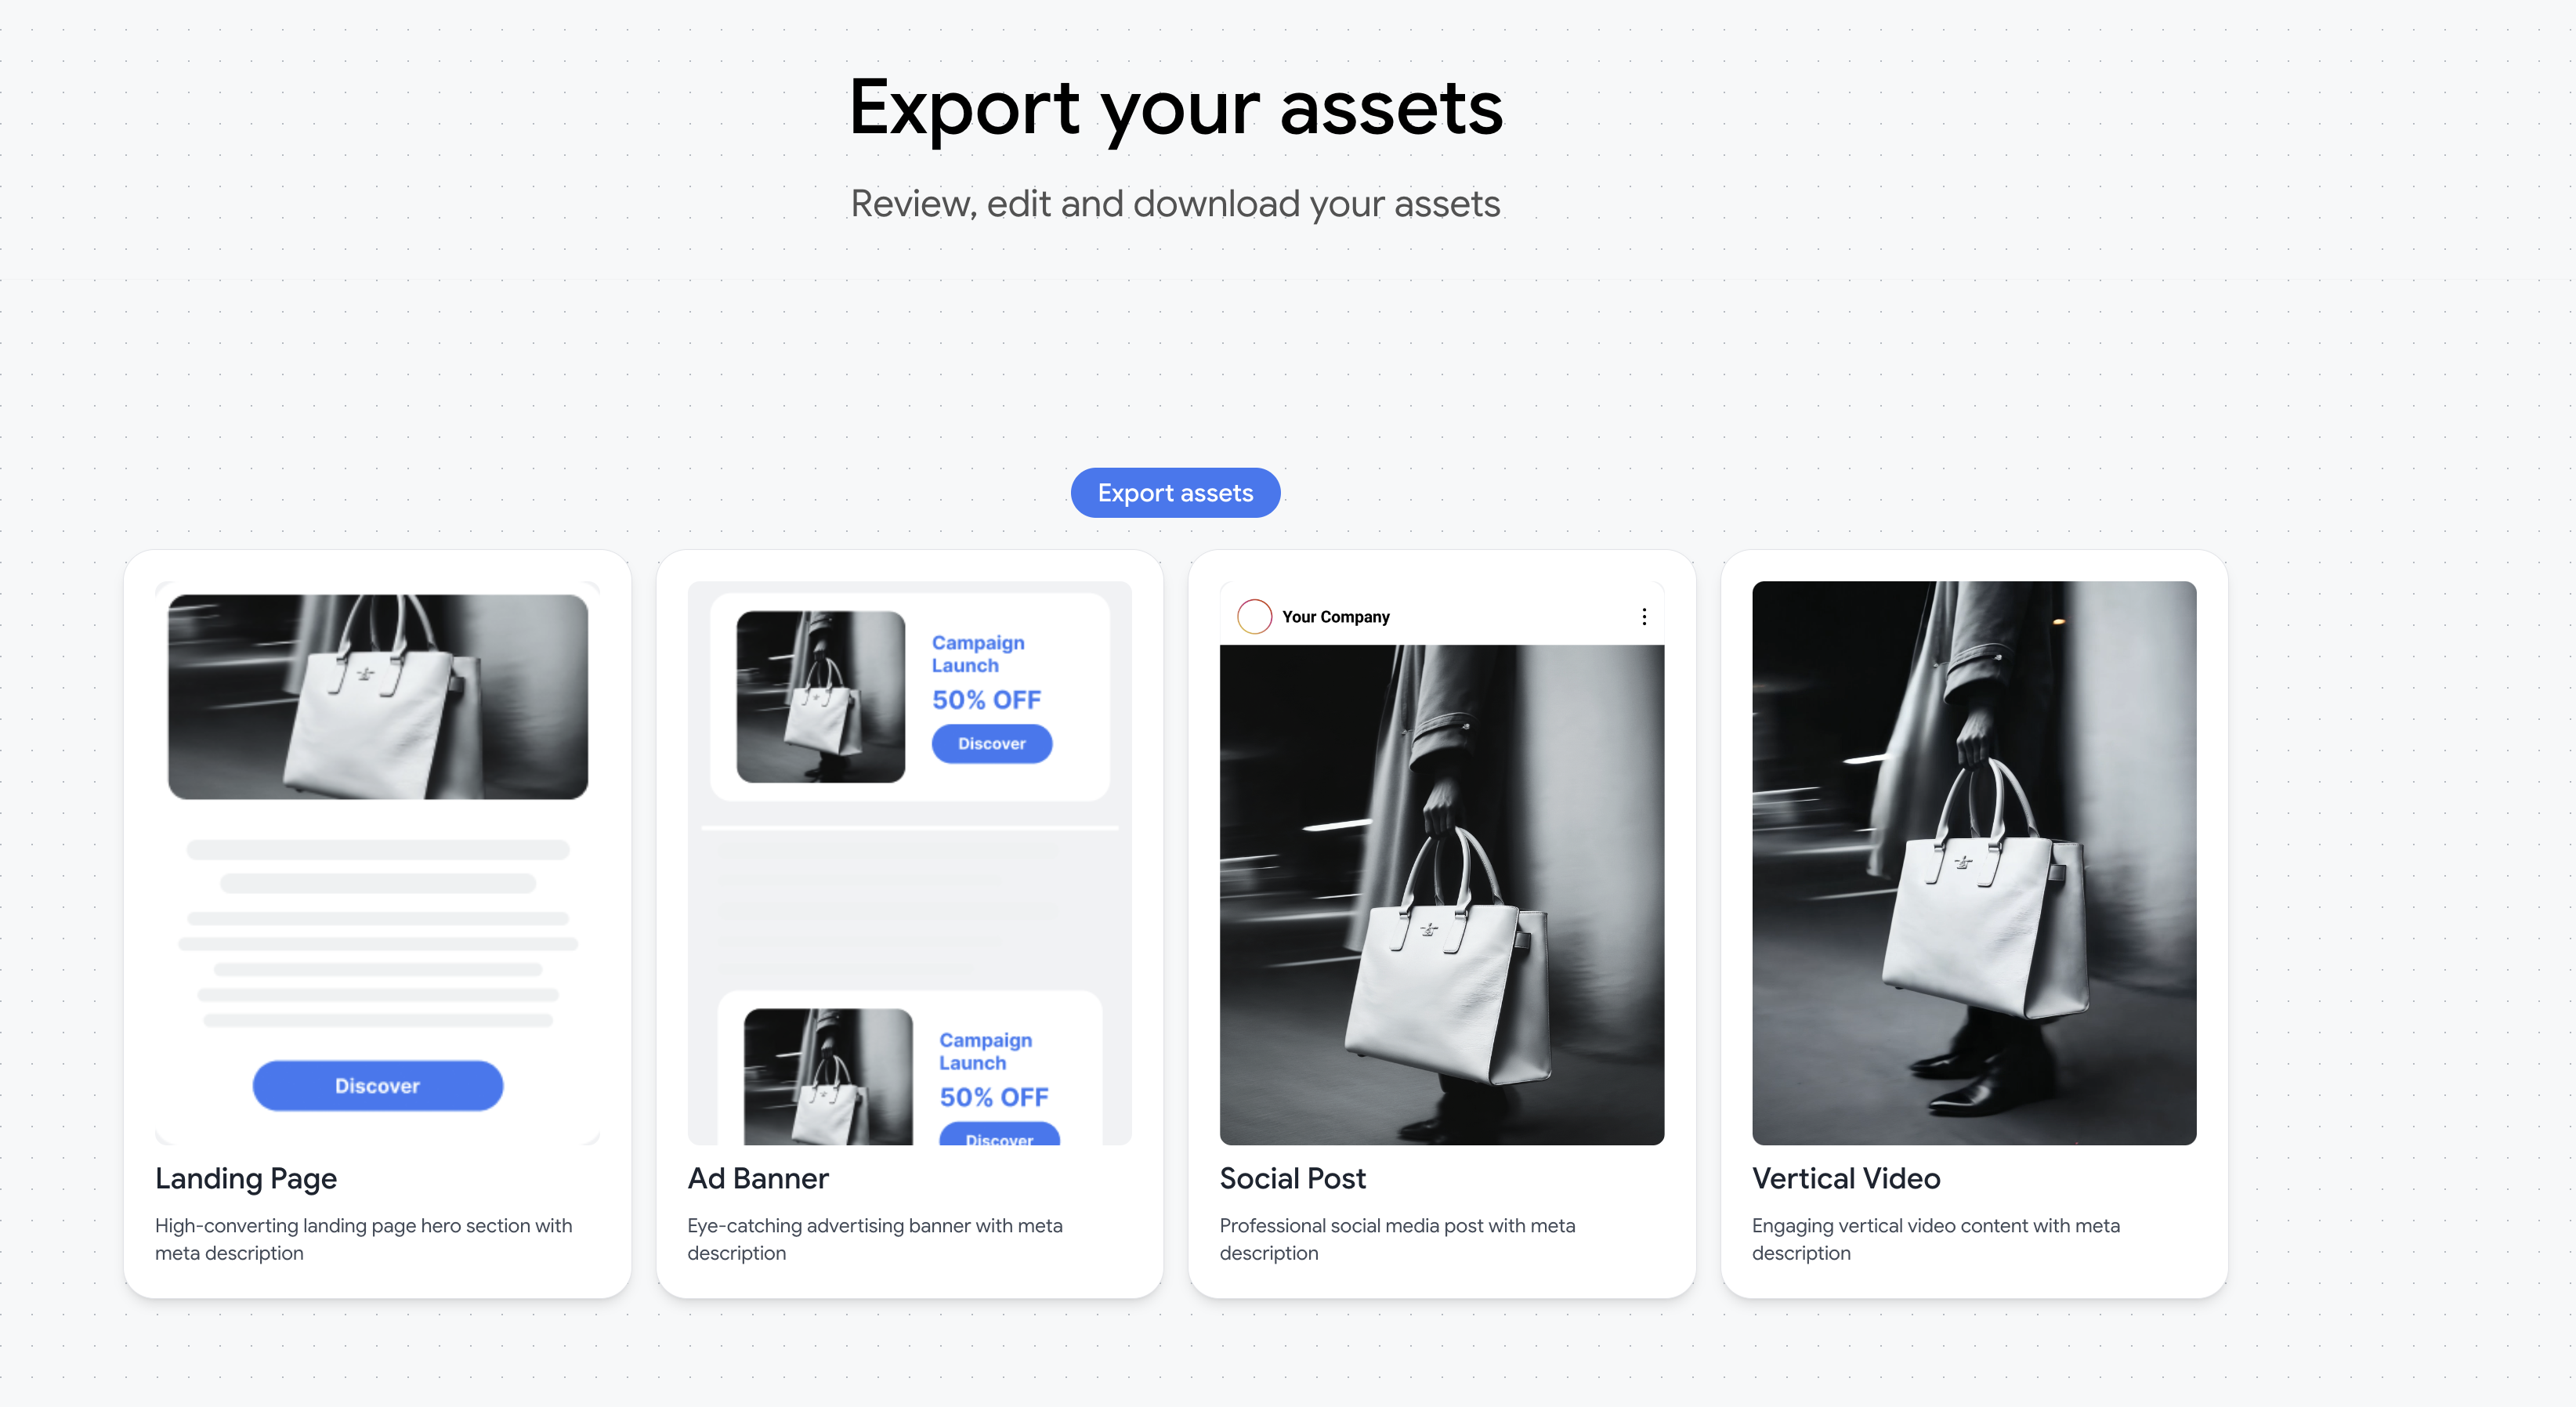 Export your assets
Review, edit and download your assets
Export assets
Discover
Landing Page
High-converting landing page hero section with
meta description
Campaign
Launch
50% OFF
Discover
Campaign
Launch
50% OFF
Discover
Ad Banner
Eye-catching advertising banner with meta
description
Your Company
Social Post
Professional social media post with meta
description
Vertical Video
Engaging vertical video content with meta
description